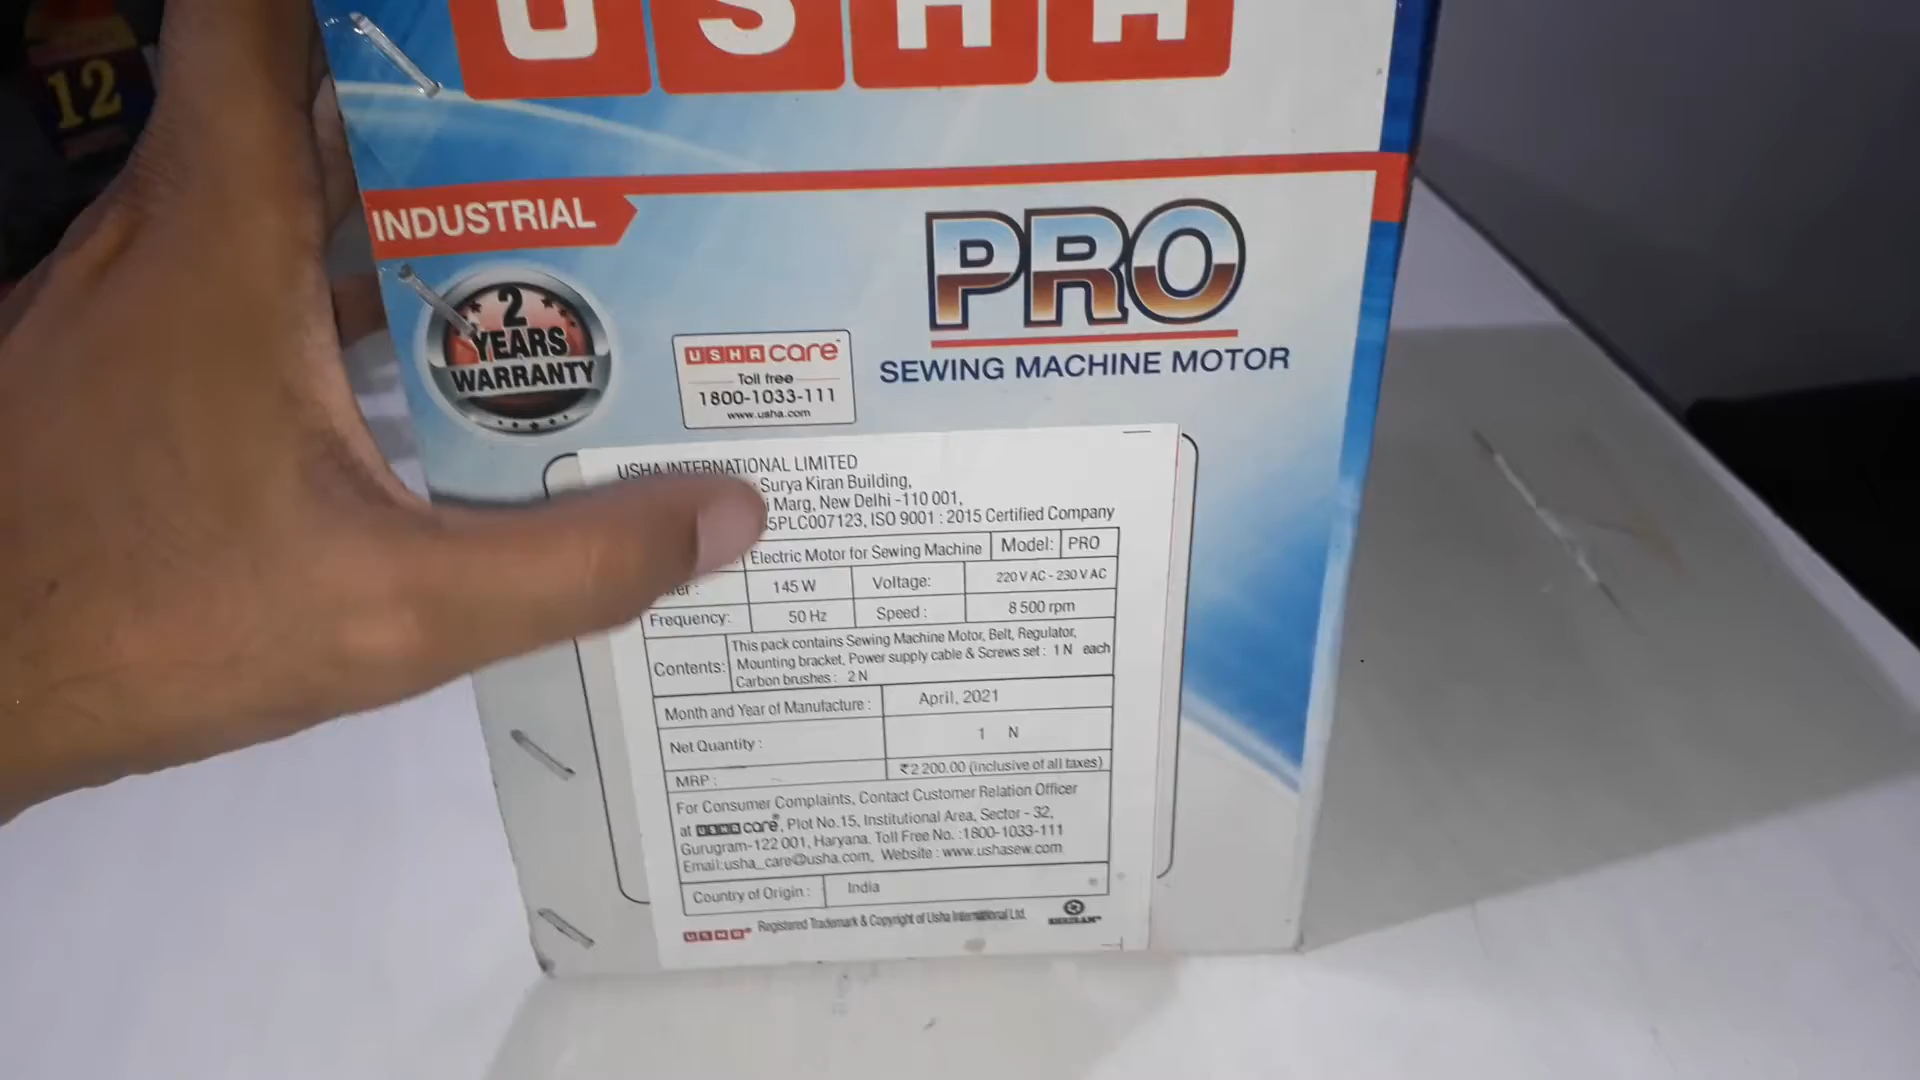 12
USHA
INDUSTRIAL
PRO
SEWING MACHINE MOTOR
2
YEARS
WARRANTY
USHA care
Toll free
1800-1033-111
www.usha.com
USHA INTERNATIONAL LIMITED
Surya Kiran Building,
Marg, New Delhi -110 001,
5PLC007123, ISO 9001 : 2015 Certified Company
Electric Motor for Sewing Machine Model: PRO
145 W Voltage: 220 V AC - 230 V AC
Frequency: 50 Hz Speed : 8 500 rpm
Contents: This pack contains Sewing Machine Motor, Belt, Regulator,
Mounting bracket, Power supply cable & Screws set : 1 N each
Carbon brushes : 2 N
Month and Year of Manufacture : April, 2021
Net Quantity : 1 N
MRP : ₹2 200.00 (inclusive of all taxes)
For Consumer Complaints, Contact Customer Relation Officer
at USHA care, Plot No.15, Institutional Area, Sector - 32,
Gurugram-122 001, Haryana. Toll Free No. :1800-1033-111
Email:usha_care@usha.com, Website : www.ushasew.com
Country of Origin : India
USHA® Registered Trademark & Copyright of Usha International Ltd.
SHRIRAM